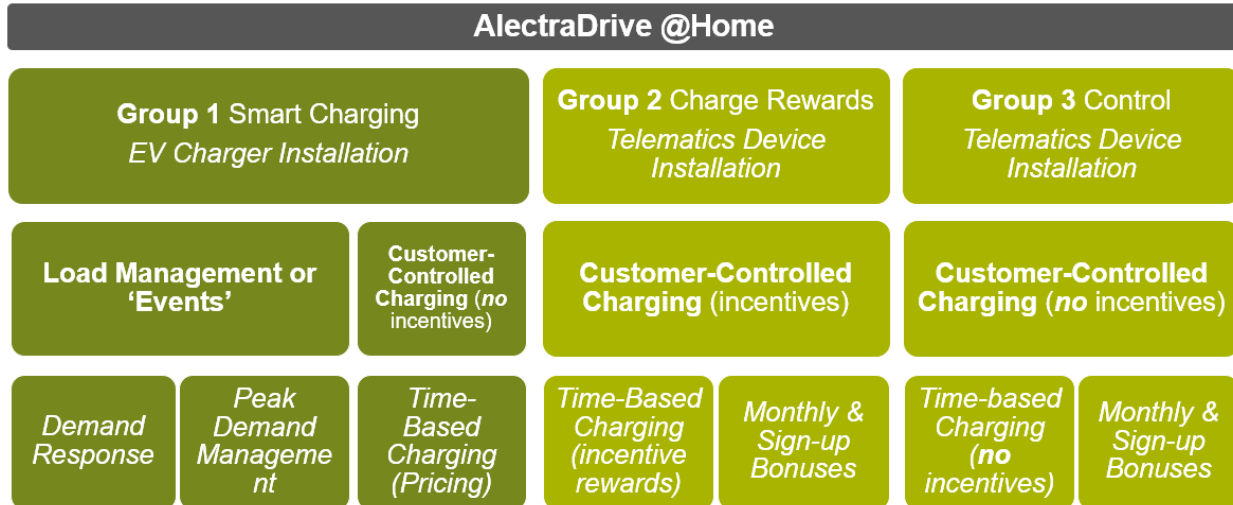 AlectraDrive @Home
Group 1 Smart Charging
EV Charger Installation
Group 2 Charge Rewards
Telematics Device
Installation
Group 3 Control
Telematics Device
Installation
Load Management or
‘Events’
Customer-
Controlled
Charging (no
incentives)
Customer-Controlled
Charging (incentives)
Customer-Controlled
Charging (no incentives)
Demand
Response
Peak
Demand
Manageme
nt
Time-
Based
Charging
(Pricing)
Time-Based
Charging
(incentive
rewards)
Monthly &
Sign-up
Bonuses
Time-based
Charging
(no
incentives)
Monthly &
Sign-up
Bonuses